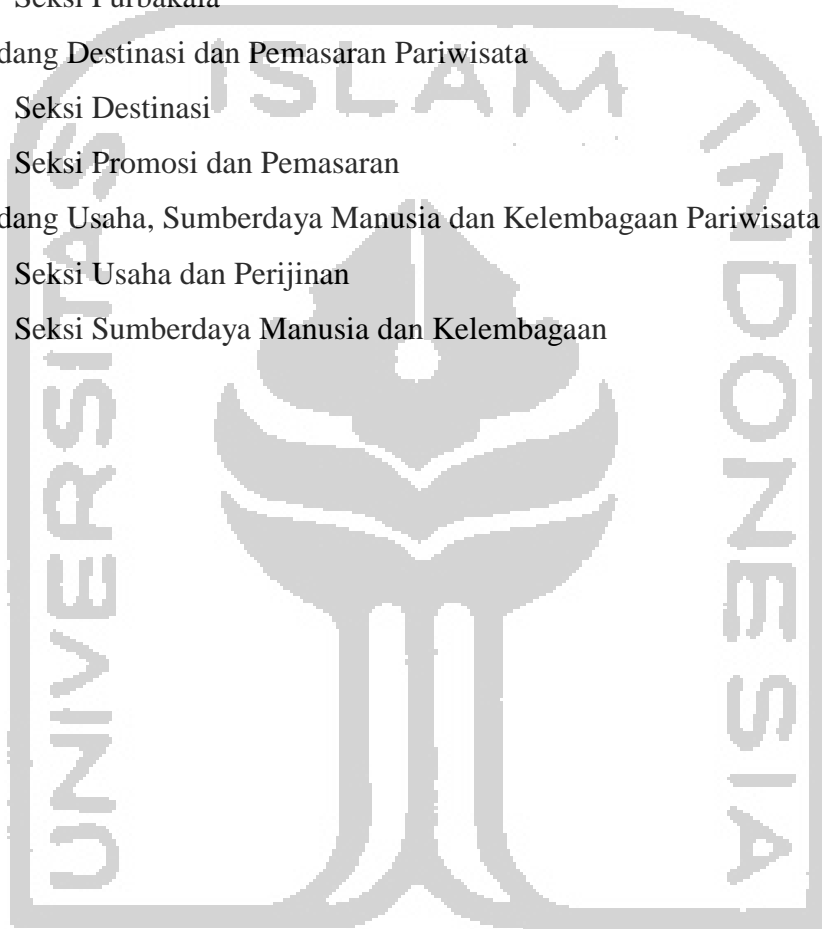 Seksi Purbakala
dang Destinasi dan Pemasaran Pariwisata
Seksi Destinasi
Seksi Promosi dan Pemasaran
dang Usaha, Sumberdaya Manusia dan Kelembagaan Pariwisata
Seksi Usaha dan Perijinan
Seksi Sumberdaya Manusia dan Kelembagaan
UNIVERSITAS
ISLAM
INDONESIA